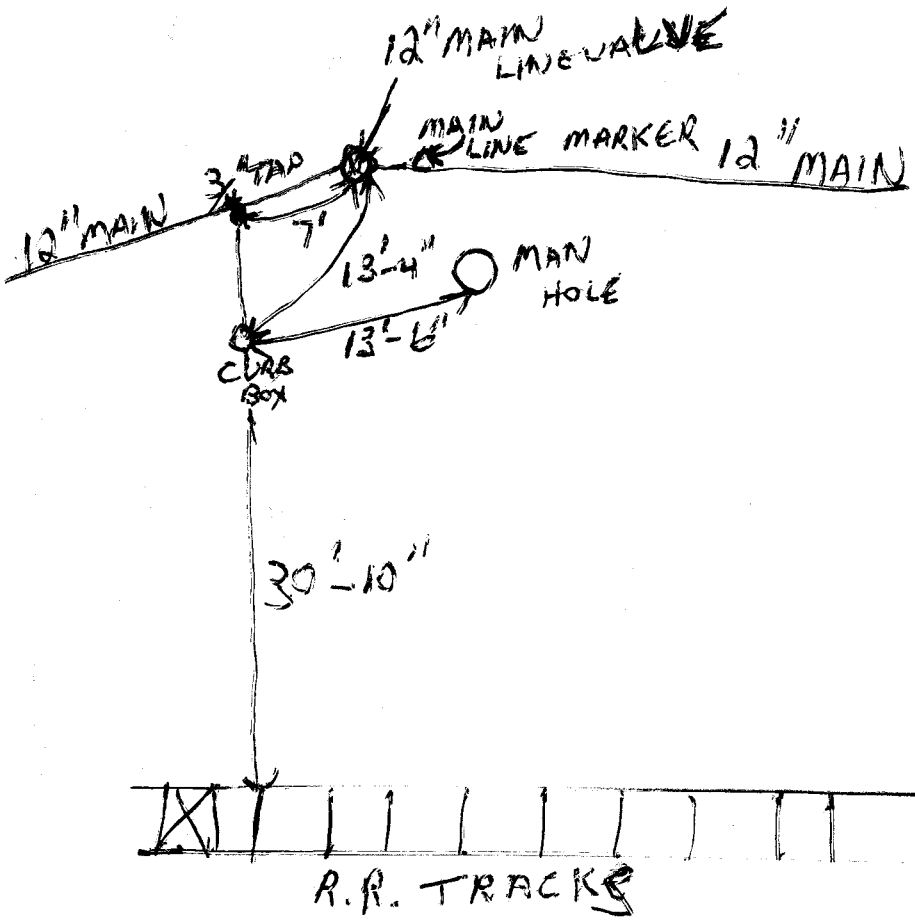 12" MAIN
LINE VALVE
MAIN
LINE MARKER
12" MAIN
3" TAP
12" MAIN
7'
13'-4"
MAN
HOLE
13'-6"
CURB
BOX
30'-10"
R.R. TRACKS